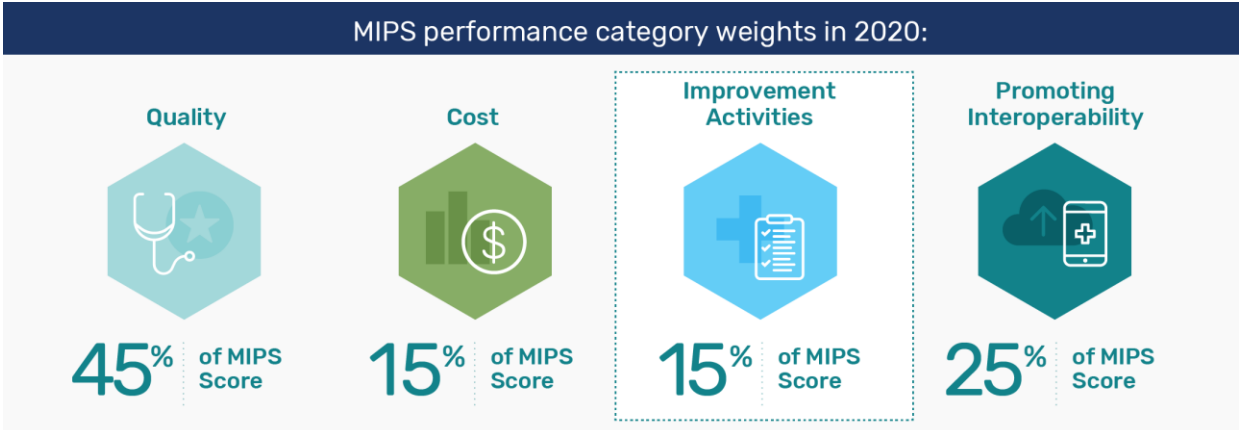 MIPS performance category weights in 2020:
Quality
45% of MIPS
Score
Cost
15% of MIPS
Score
Improvement
Activities
15% of MIPS
Score
Promoting
Interoperability
25% of MIPS
Score